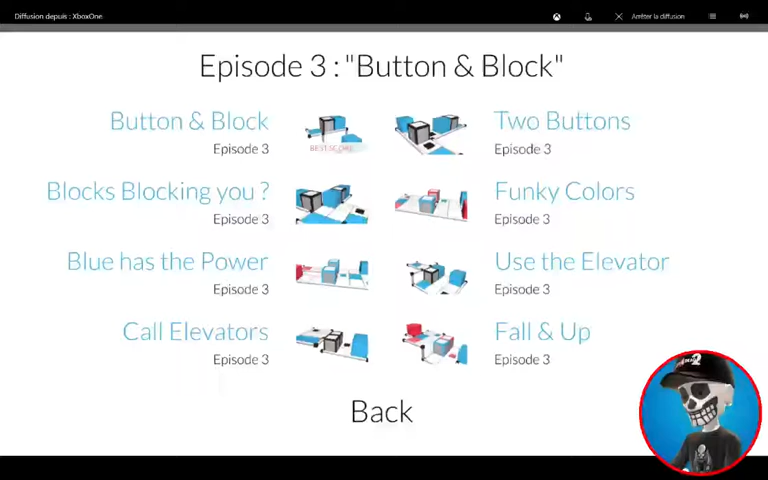 Diffusion depuis : XboxOne
Arrêter la diffusion
Episode 3 : "Button & Block"
Button & Block
Episode 3
BEST SCORE
Two Buttons
Episode 3
Blocks Blocking you ?
Episode 3
Funky Colors
Episode 3
Blue has the Power
Episode 3
Use the Elevator
Episode 3
Call Elevators
Episode 3
Fall & Up
Episode 3
Back